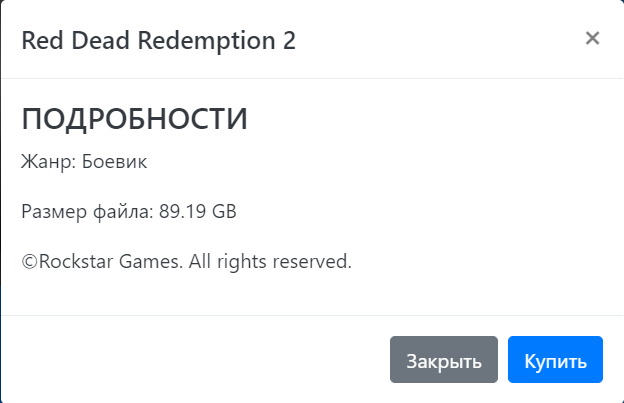 Red Dead Redemption 2
×
ПОДРОБНОСТИ
Жанр: Боевик
Размер файла: 89.19 GB
©Rockstar Games. All rights reserved.
Закрыть
Купить